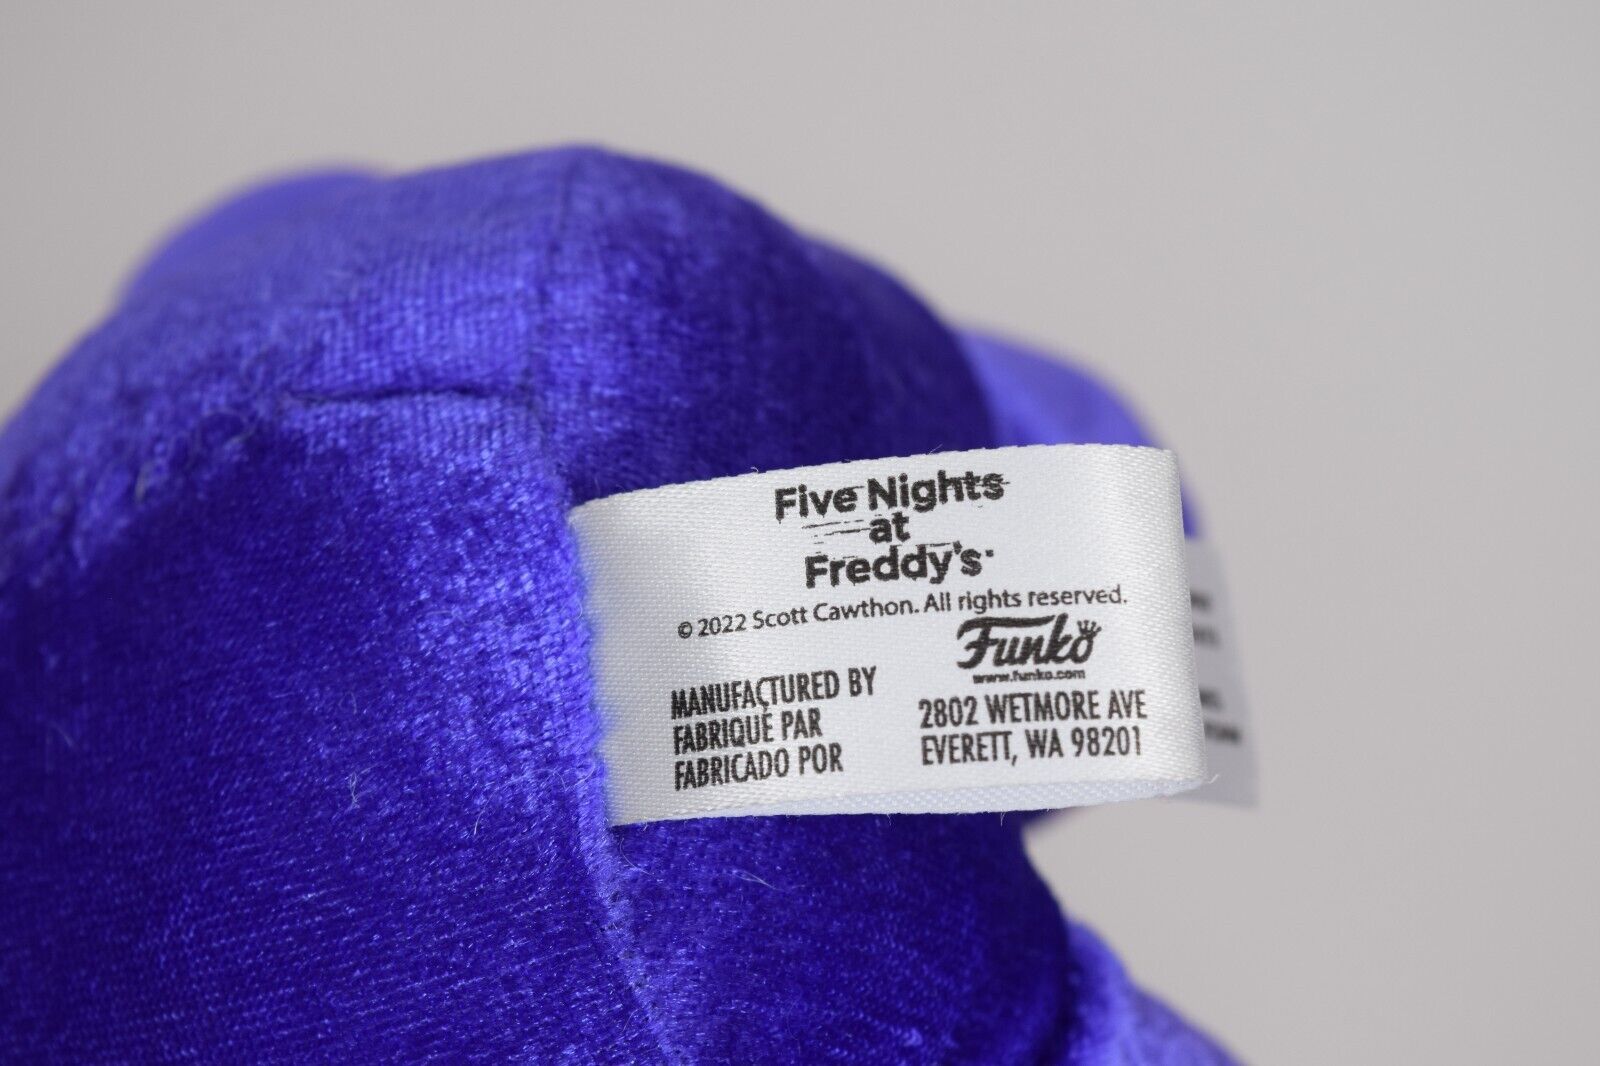 Five Nights
at
Freddy's
© 2022 Scott Cawthon. All rights reserved.
Funko
www.funko.com
MANUFACTURED BY
FABRIQUÉ PAR
FABRICADO POR
2802 WETMORE AVE
EVERETT, WA 98201